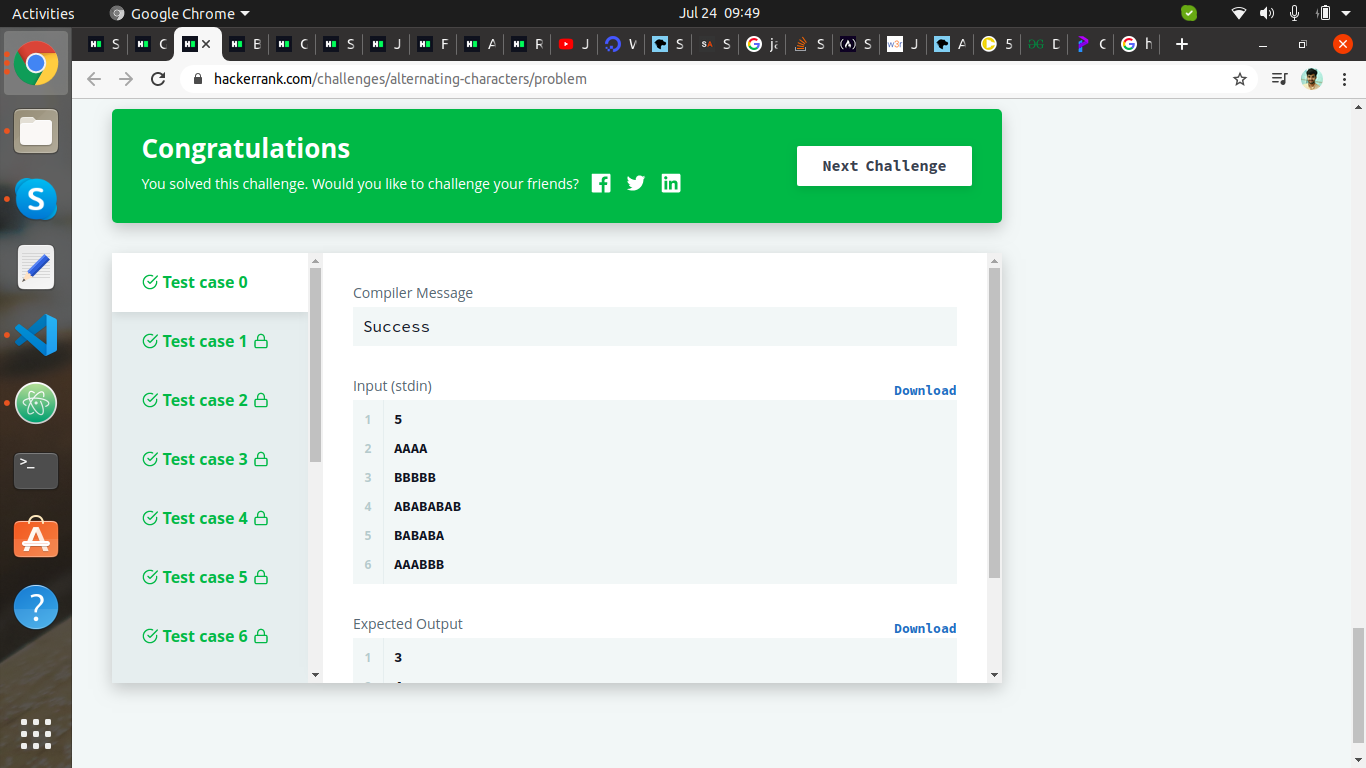 Activities
Google Chrome
Jul 24 09:49
hackerrank.com/challenges/alternating-characters/problem
Congratulations
You solved this challenge. Would you like to challenge your friends?
Next Challenge
Test case 0
Test case 1
Test case 2
Test case 3
Test case 4
Test case 5
Test case 6
Compiler Message
Success
Input (stdin)
Download
1 5
2 AAAA
3 BBBBB
4 ABABABAB
5 BABABA
6 AAABBB
Expected Output
Download
1 3